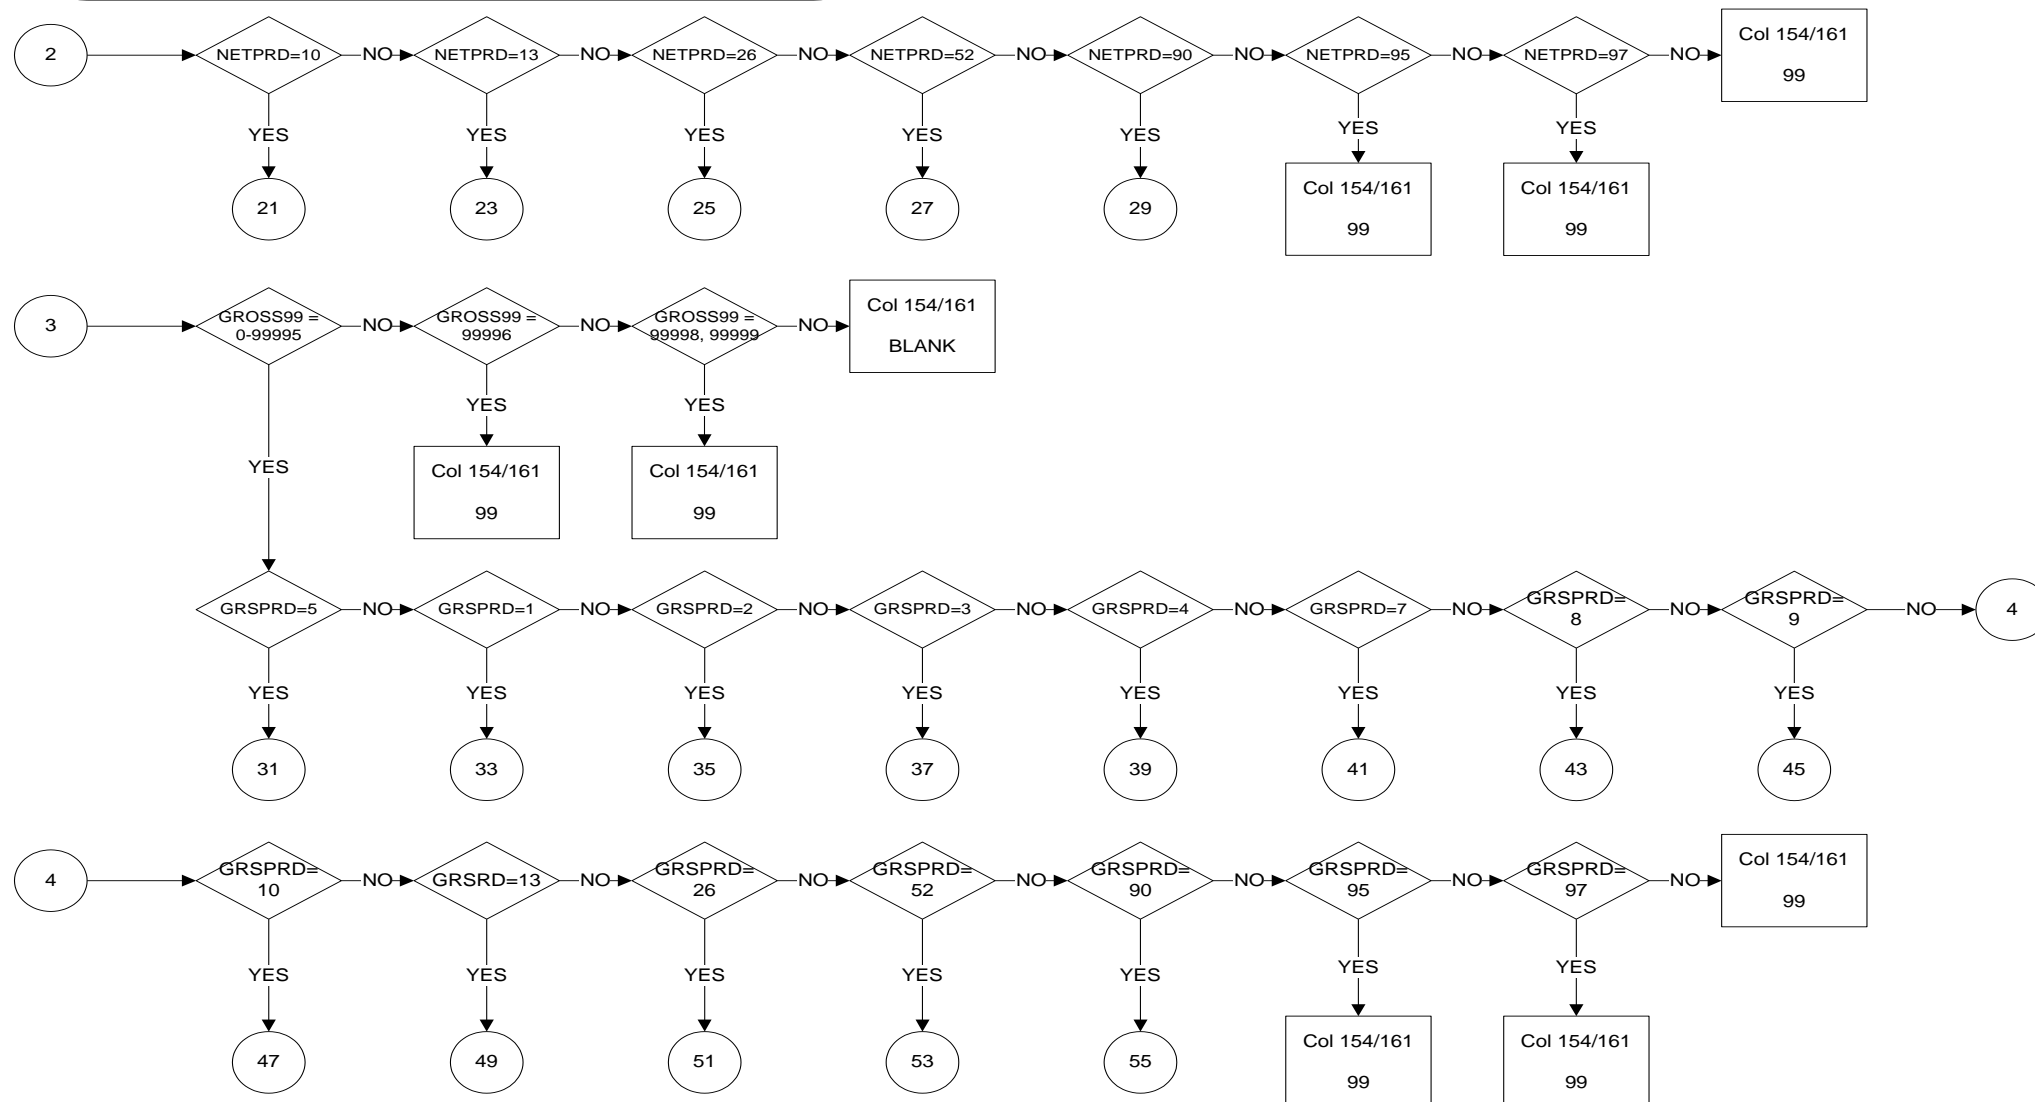 2
NETPRD=10
NO
NETPRD=13
NO
NETPRD=26
NO
NETPRD=52
NO
NETPRD=90
NO
NETPRD=95
NO
NETPRD=97
NO
Col 154/161
99
YES
YES
YES
YES
YES
YES
YES
21
23
25
27
29
Col 154/161
99
Col 154/161
99
3
GROSS99 =
0-99995
NO
GROSS99 =
99996
NO
GROSS99 =
99998, 99999
NO
Col 154/161
BLANK
YES
YES
YES
Col 154/161
99
Col 154/161
99
GRSPRD=5
NO
GRSPRD=1
NO
GRSPRD=2
NO
GRSPRD=3
NO
GRSPRD=4
NO
GRSPRD=7
NO
GRSPRD=
8
NO
GRSPRD=
9
NO
4
YES
YES
YES
YES
YES
YES
YES
YES
31
33
35
37
39
41
43
45
4
GRSPRD=
10
NO
GRSRD=13
NO
GRSPRD=
26
NO
GRSPRD=
52
NO
GRSPRD=
90
NO
GRSPRD=
95
NO
GRSPRD=
97
NO
Col 154/161
99
YES
YES
YES
YES
YES
YES
YES
47
49
51
53
55
Col 154/161
99
Col 154/161
99